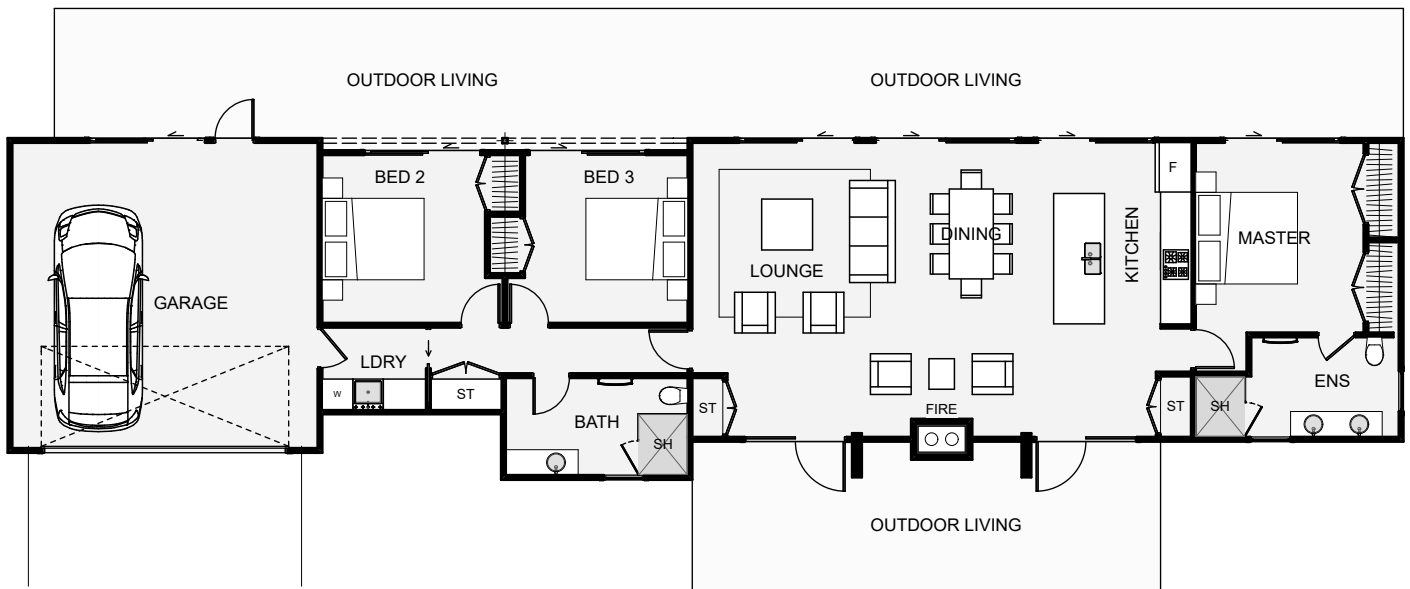 OUTDOOR LIVING
OUTDOOR LIVING
BED 2
BED 3
F
LOUNGE
DINING
KITCHEN
MASTER
GARAGE
LDRY
W
ST
BATH
SH
ST
FIRE
ST
SH
ENS
OUTDOOR LIVING